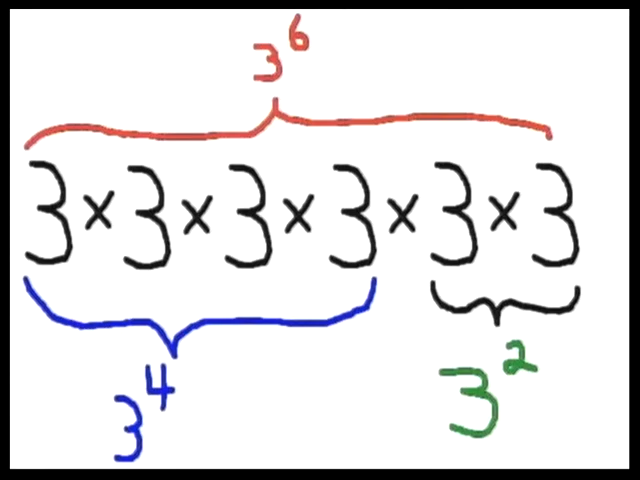 3⁶
3 × 3 × 3 × 3 × 3 × 3
3⁴ 3²